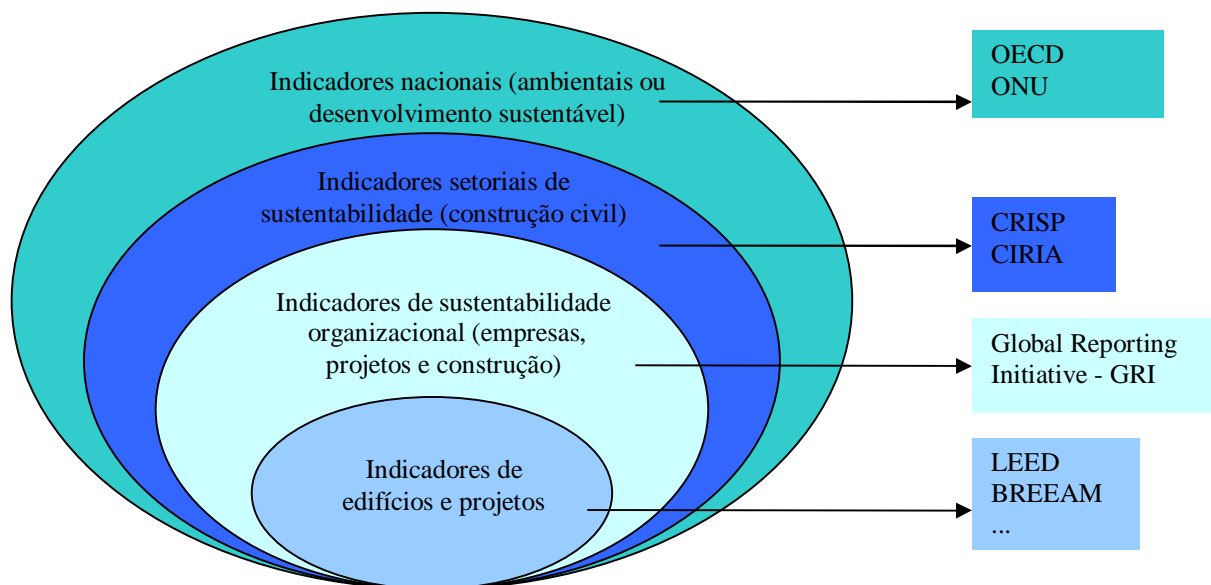 Indicadores nacionais (ambientais ou
desenvolvimento sustentável)
OECD
ONU
Indicadores setoriais de
sustentabilidade (construção civil)
CRISP
CIRIA
Indicadores de sustentabilidade
organizacional (empresas,
projetos e construção)
Global Reporting
Initiative - GRI
Indicadores de
edifícios e projetos
LEED
BREEAM
...